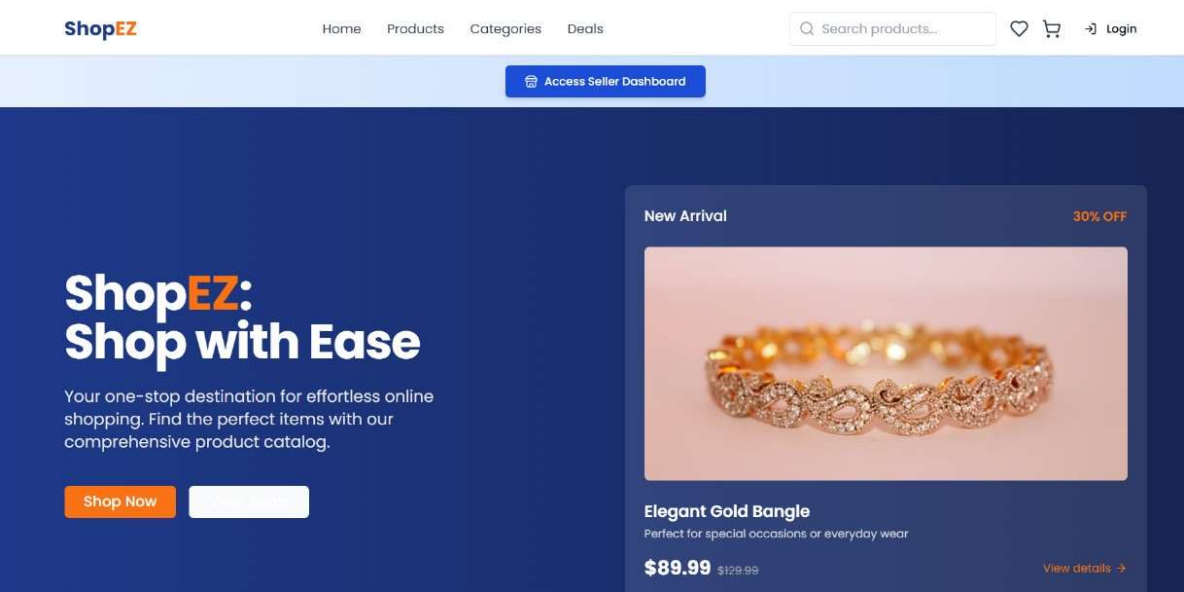 ShopEZ
Home Products Categories Deals
Search products...
Login
Access Seller Dashboard
New Arrival
30% OFF
ShopEZ:
Shop with Ease
Your one-stop destination for effortless online
shopping. Find the perfect items with our
comprehensive product catalog.
Shop Now
Elegant Gold Bangle
Perfect for special occasions or everyday wear
$89.99 $129.99
View details →